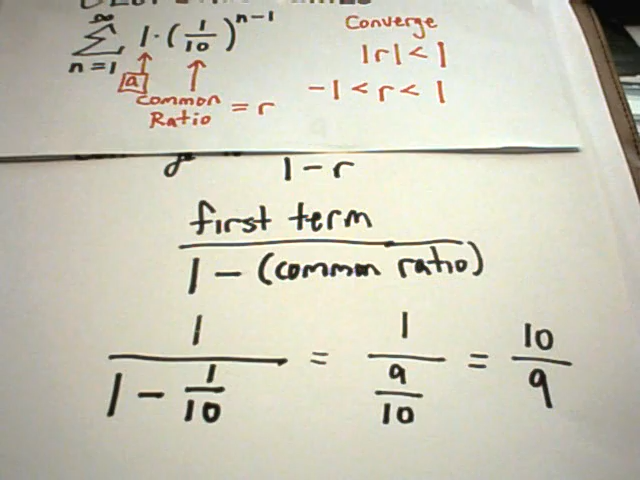 ∞
∑ 1·(1/10)^(n-1)
n=1
a
common
Ratio = r
Converge
|r| < 1
-1 < r < 1
1-r
first term
1-(common ratio)
1/(1-1/10) = 1/(9/10) = 10/9